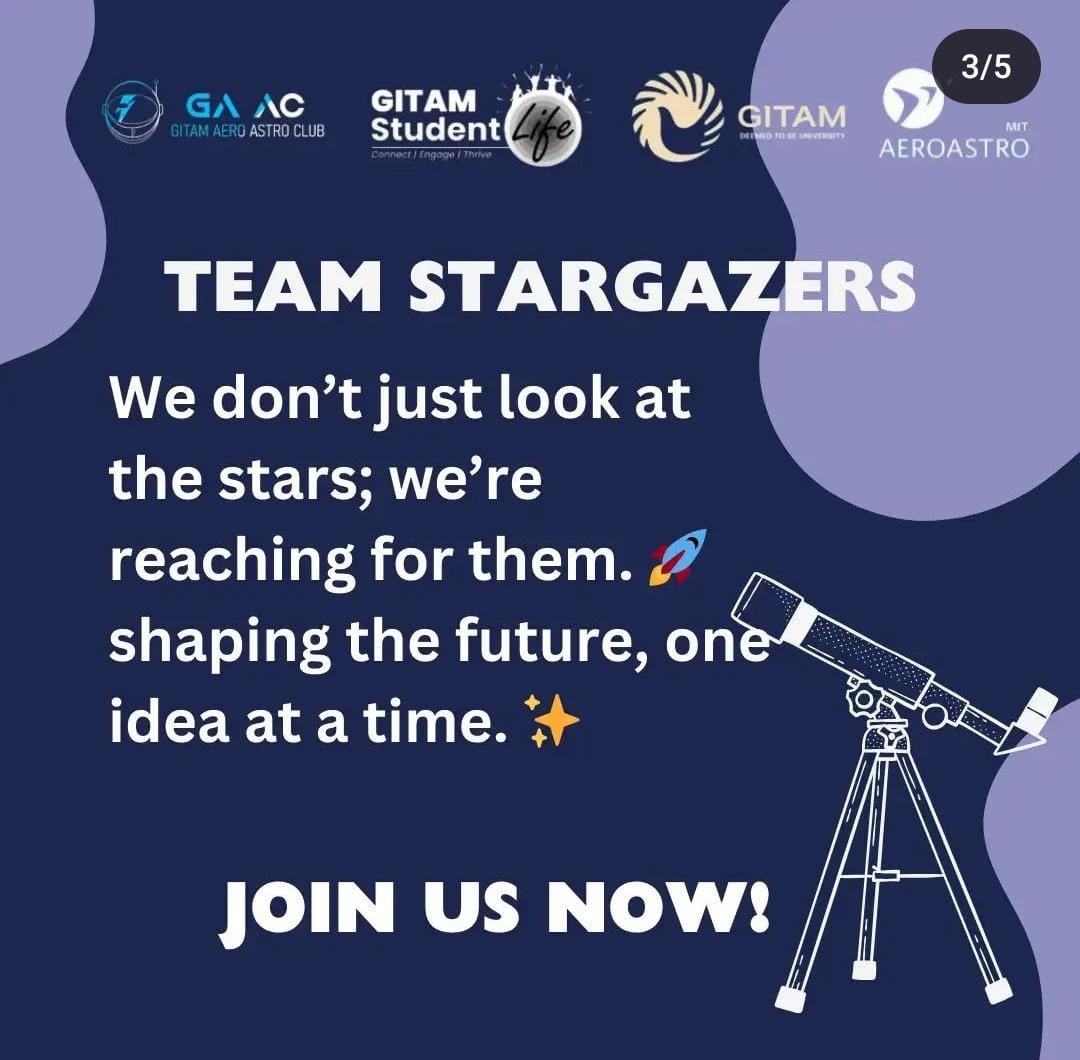 3/5
GA AC
GITAM AERO ASTRO CLUB
GITAM
Student Life
Connect | Engage | Thrive
GITAM
DEEMED TO BE UNIVERSITY
MIT
AEROASTRO
TEAM STARGAZERS
We don’t just look at
the stars; we’re
reaching for them. 🚀
shaping the future, one
idea at a time. ✨
JOIN US NOW!